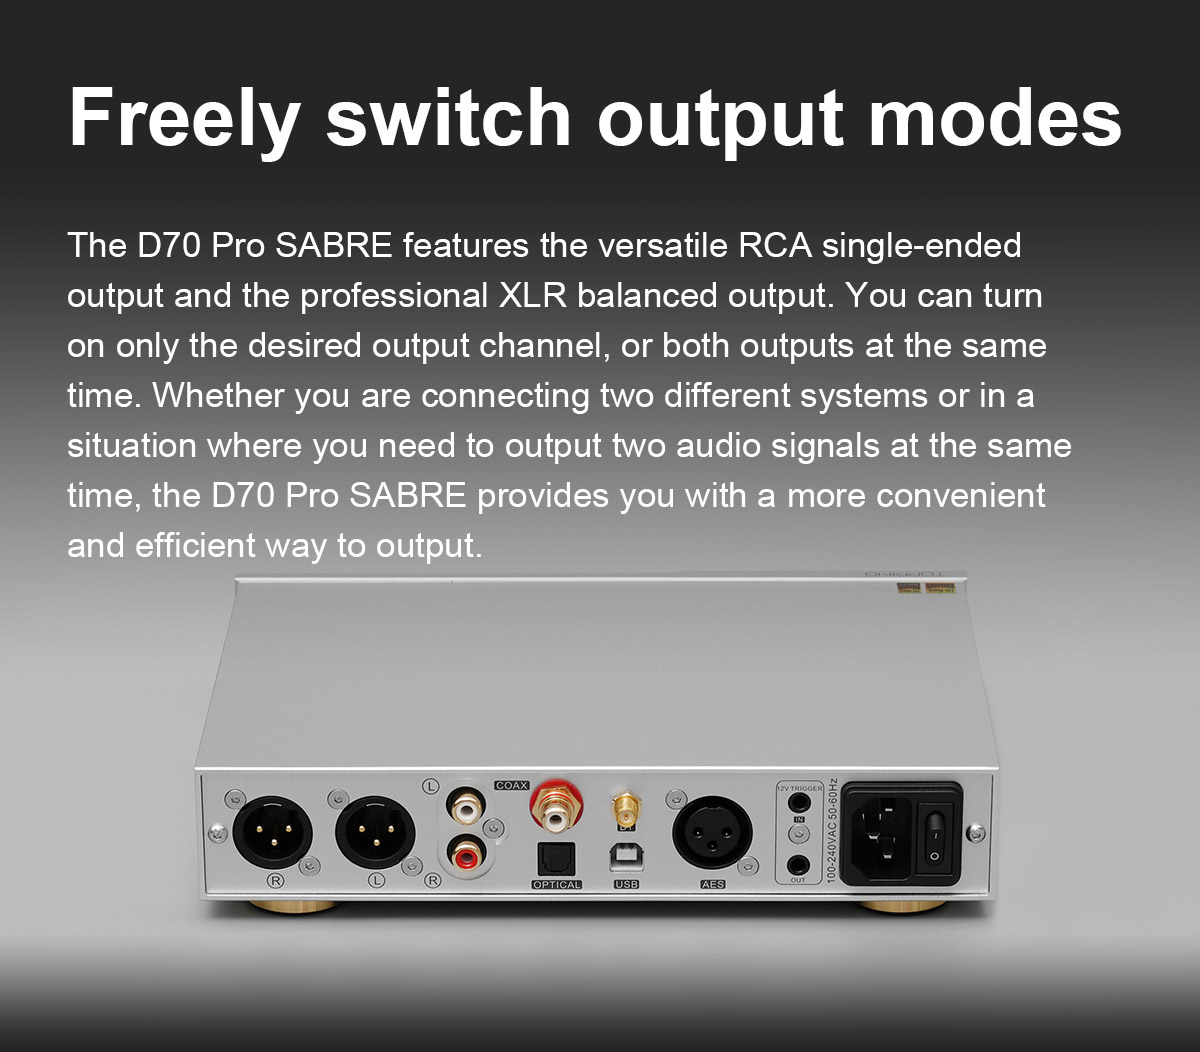 Freely switch output modes
The D70 Pro SABRE features the versatile RCA single-ended
output and the professional XLR balanced output. You can turn
on only the desired output channel, or both outputs at the same
time. Whether you are connecting two different systems or in a
situation where you need to output two audio signals at the same
time, the D70 Pro SABRE provides you with a more convenient
and efficient way to output.
TOPPING
R
L
L
R
COAX
OPTICAL
BT
USB
AES
12V TRIGGER
IN
OUT
100-240VAC 50-60Hz